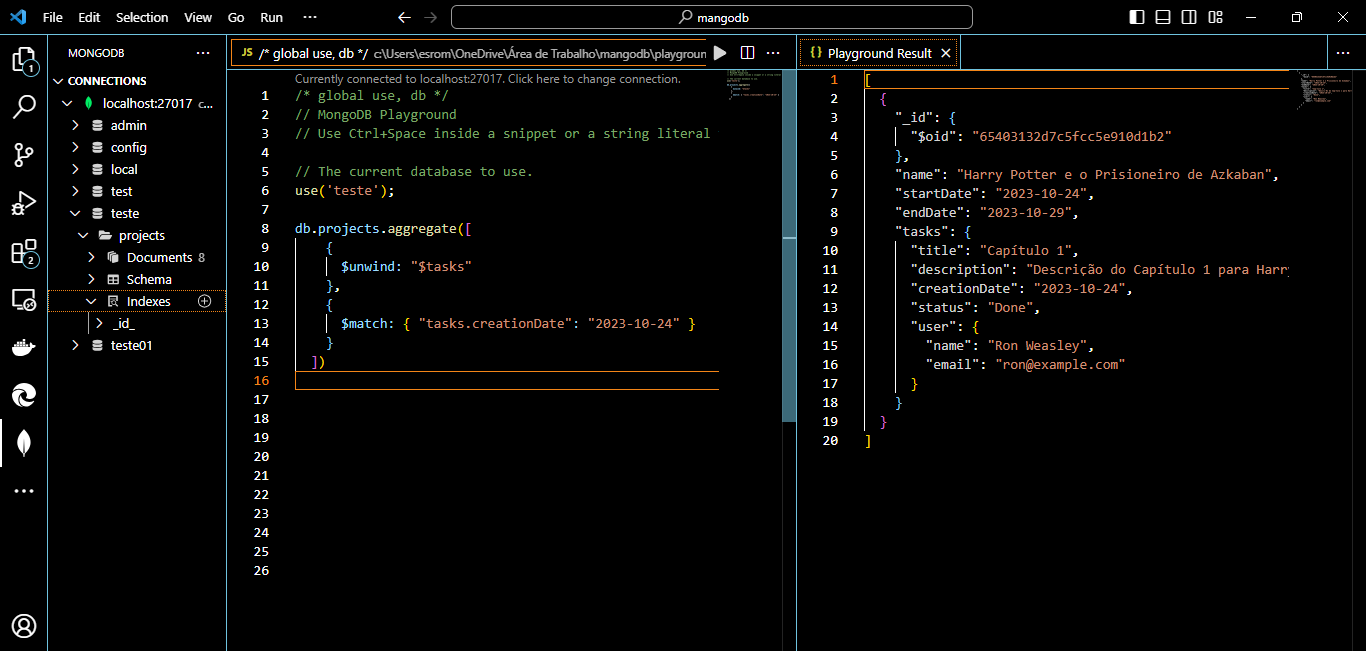 File Edit Selection View Go Run ···
mangodb
1
2
MONGODB
CONNECTIONS
localhost:27017 c...
admin
config
local
test
teste
projects
Documents 8
Schema
Indexes
_id_
teste01
JS /* global use, db */ c:\Users\esrom\OneDrive\Área de Trabalho\mangodb\playgroun
Currently connected to localhost:27017. Click here to change connection.
1 /* global use, db */
2 // MongoDB Playground
3 // Use Ctrl+Space inside a snippet or a string literal
4
5 // The current database to use.
6 use('teste');
7
8 db.projects.aggregate([
9 {
10 $unwind: "$tasks"
11 },
12 {
13 $match: { "tasks.creationDate": "2023-10-24" }
14 }
15 ])
16
17
18
19
20
21
22
23
24
25
26
{} Playground Result
1 [
2 {
3 "_id": {
4 "$oid": "65403132d7c5fcc5e910d1b2"
5 },
6 "name": "Harry Potter e o Prisioneiro de Azkaban",
7 "startDate": "2023-10-24",
8 "endDate": "2023-10-29",
9 "tasks": {
10 "title": "Capítulo 1",
11 "description": "Descrição do Capítulo 1 para Harry
12 "creationDate": "2023-10-24",
13 "status": "Done",
14 "user": {
15 "name": "Ron Weasley",
16 "email": "ron@example.com"
17 }
18 }
19 }
20 ]